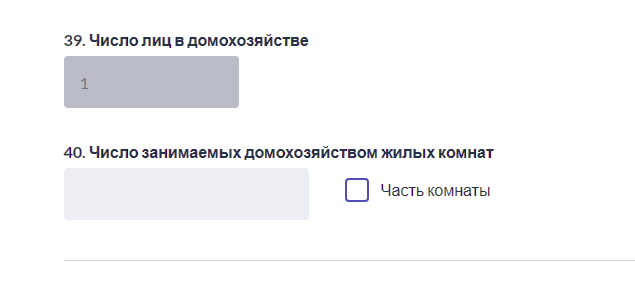 39. Число лиц в домохозяйстве
1
40. Число занимаемых домохозяйством жилых комнат
Часть комнаты